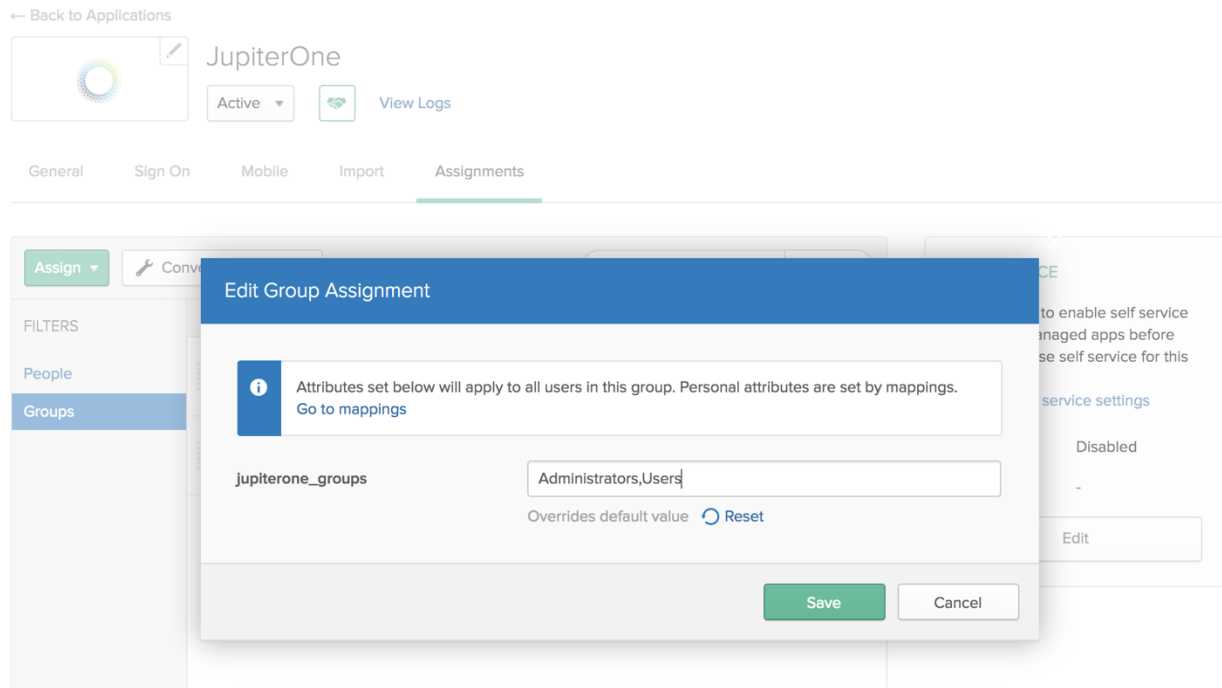 ← Back to Applications
JupiterOne
Active
View Logs
General Sign On Mobile Import Assignments
Assign
FILTERS
People
Groups
Edit Group Assignment
Attributes set below will apply to all users in this group. Personal attributes are set by mappings.
Go to mappings
jupiterone_groups
Administrators,Users
Overrides default value Reset
Save Cancel
to enable self service
apps before
self service for this
service settings
Disabled
-
Edit